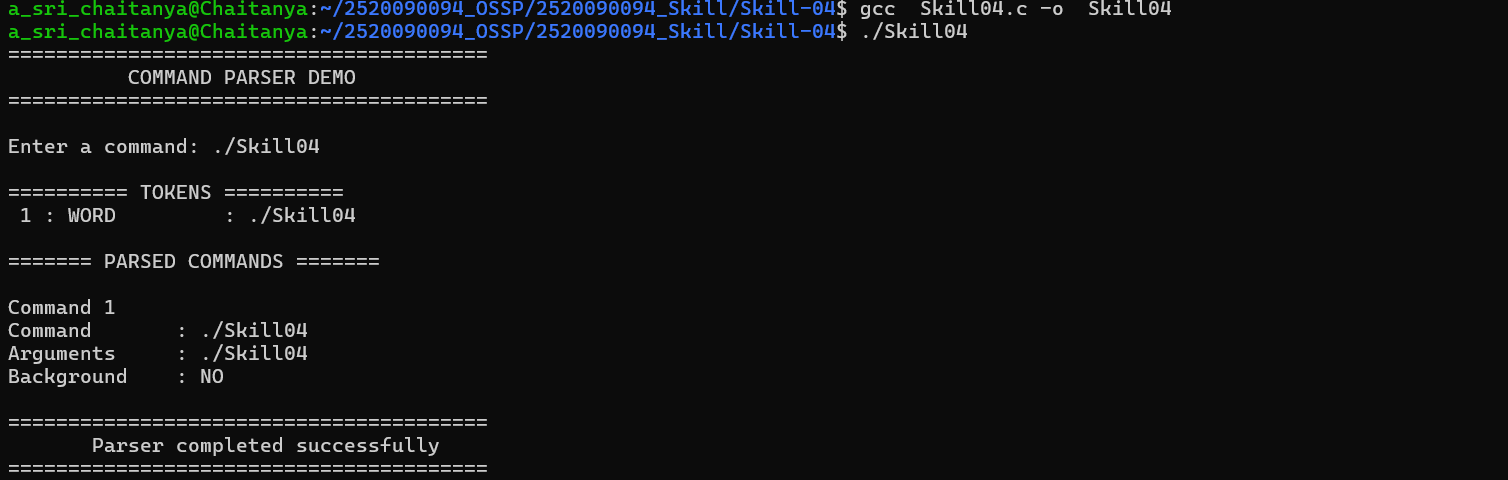 a_sri_chaitanya@Chaitanya:~/2520090094_OSSP/2520090094_Skill/Skill-04$ gcc  Skill04.c -o  Skill04
a_sri_chaitanya@Chaitanya:~/2520090094_OSSP/2520090094_Skill/Skill-04$ ./Skill04
========================================
          COMMAND PARSER DEMO
========================================
Enter a command: ./Skill04
========== TOKENS ==========
 1 : WORD         : ./Skill04
======= PARSED COMMANDS =======
Command 1
Command       : ./Skill04
Arguments     : ./Skill04
Background    : NO
========================================
       Parser completed successfully
========================================